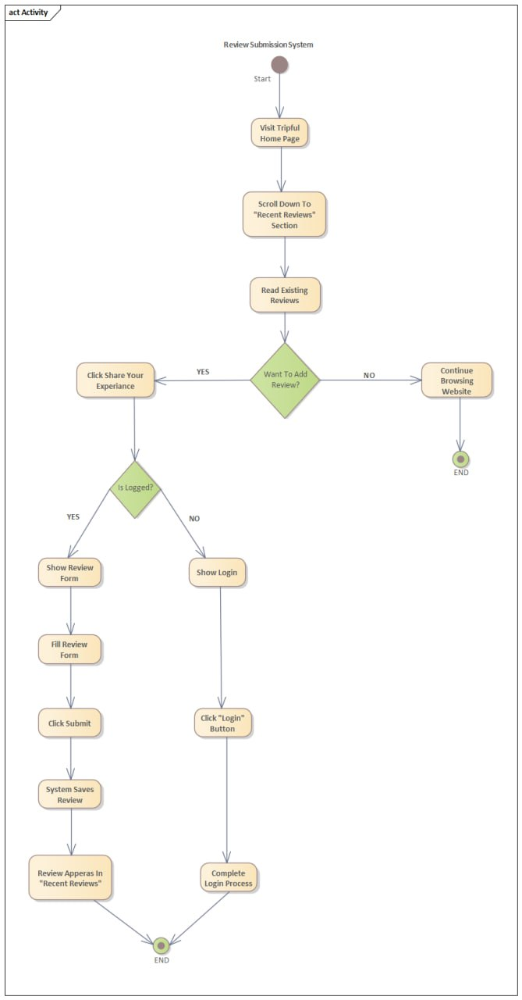 act Activity
Review Submission System
Start
Visit Tripful
Home Page
Scroll Down To
"Recent Reviews"
Section
Read Existing
Reviews
Want To Add
Review?
YES
NO
Click Share Your
Experiance
Continue
Browsing
Website
END
Is Logged?
YES
NO
Show Review
Form
Show Login
Fill Review
Form
Click Submit
Click "Login"
Button
System Saves
Review
Review Apperas In
"Recent Reviews"
Complete
Login Process
END